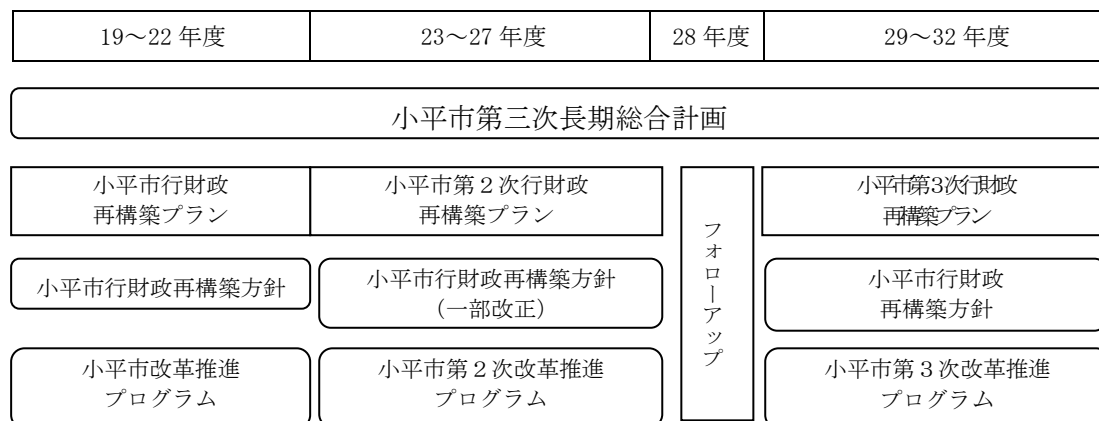 19～22 年度
23～27 年度
28 年度
29～32 年度
小平市第三次長期総合計画
小平市行財政
再構築プラン
小平市第２次行財政
再構築プラン
フォローアップ
小平市第3次行財政
再構築プラン
小平市行財政再構築方針
小平市行財政再構築方針
（一部改正）
小平市行財政
再構築方針
小平市改革推進
プログラム
小平市第２次改革推進
プログラム
小平市第３次改革推進
プログラム